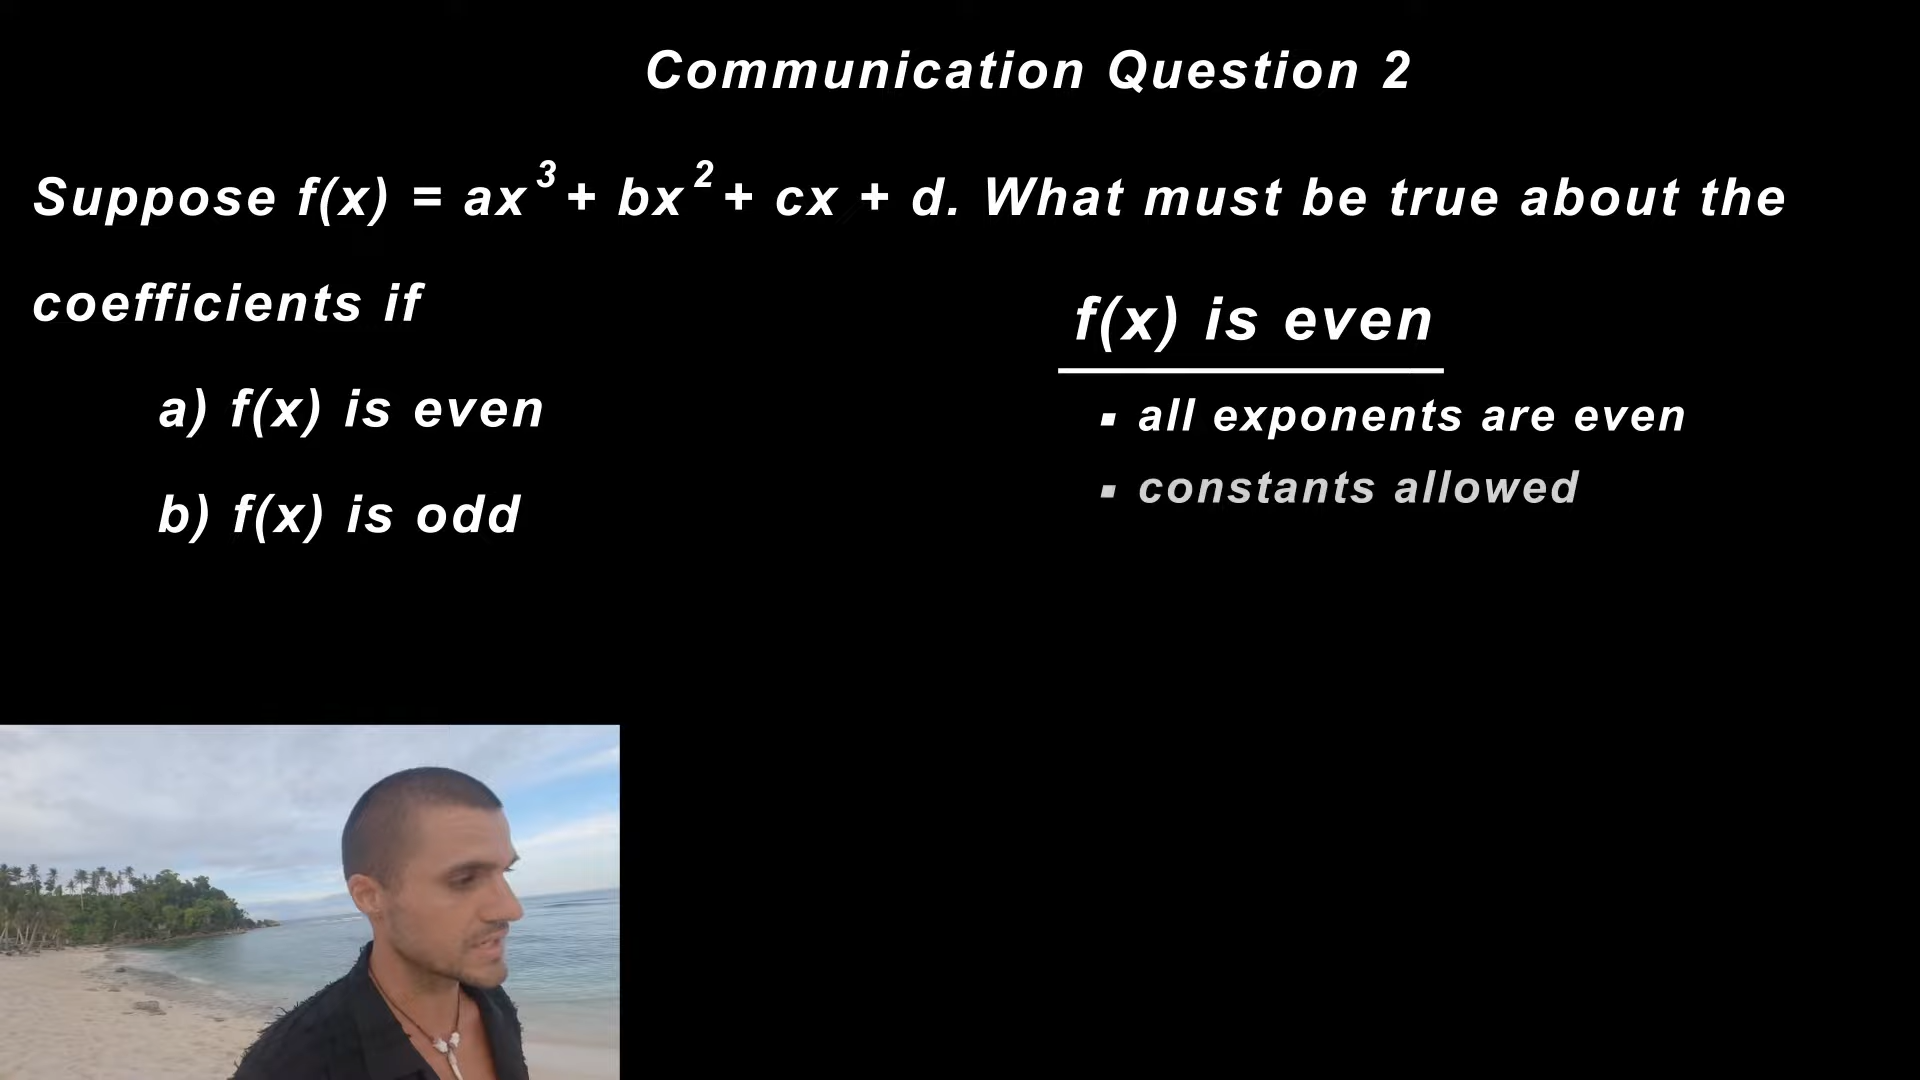 Communication Question 2
Suppose f(x) = ax³ + bx² + cx + d. What must be true about the
coefficients if
a) f(x) is even
b) f(x) is odd
f(x) is even
▪ all exponents are even
▪ constants allowed